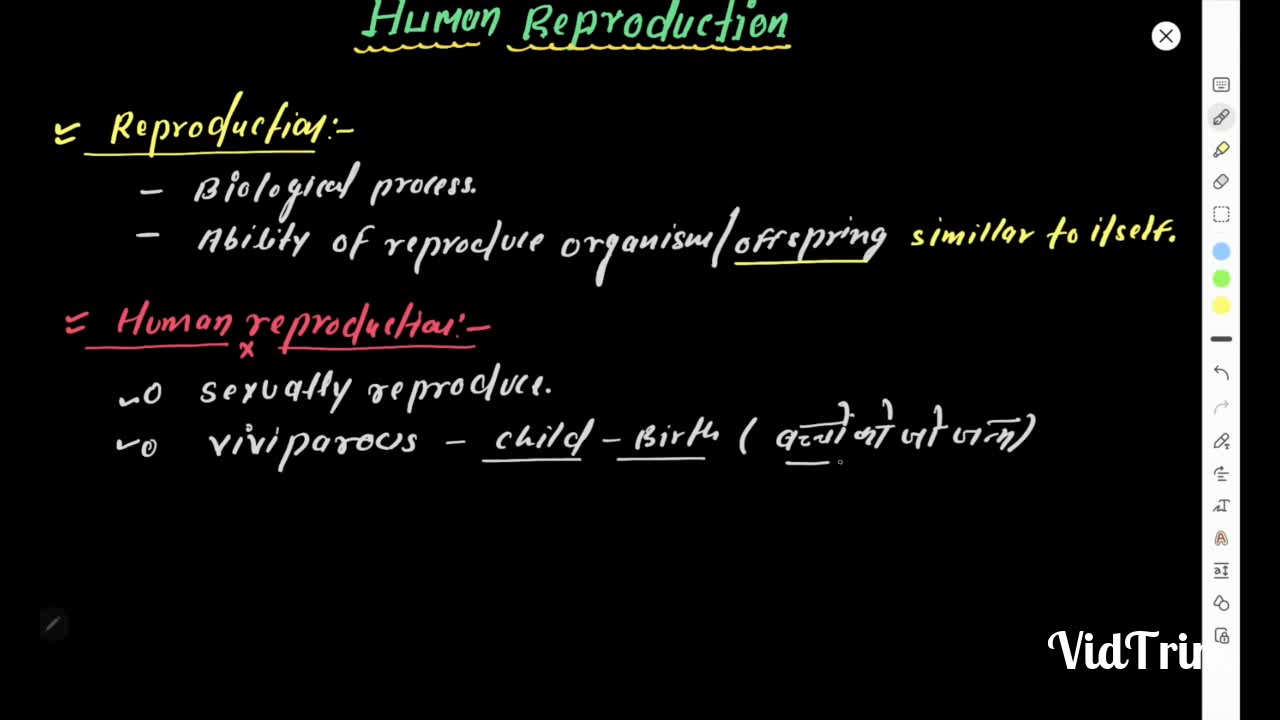 Human Reproduction
Reproduction:-
- Biological process.
- Ability of reproduce organism/offspring simillar to itself.
Human reproduction:-
x
o sexually reproduce.
o viviparous - child - Birth (बच्चों को जन्म)
VidTrim